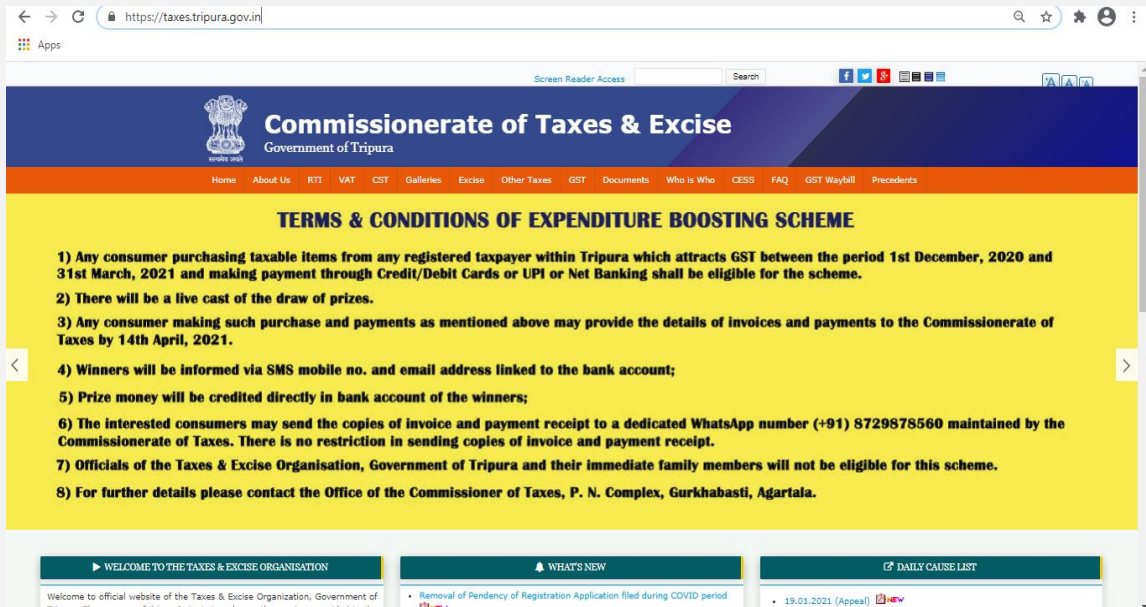 https://taxes.tripura.gov.in
Apps
Screen Reader Access
Search
A A A
सत्यमेव जयते
Commissionerate of Taxes & Excise
Government of Tripura
Home About Us RTI VAT CST Galleries Excise Other Taxes GST Documents Who is Who CESS FAQ GST Waybill Precedents
TERMS & CONDITIONS OF EXPENDITURE BOOSTING SCHEME
1) Any consumer purchasing taxable items from any registered taxpayer within Tripura which attracts GST between the period 1st December, 2020 and
31st March, 2021 and making payment through Credit/Debit Cards or UPI or Net Banking shall be eligible for the scheme.
2) There will be a live cast of the draw of prizes.
3) Any consumer making such purchase and payments as mentioned above may provide the details of invoices and payments to the Commissionerate of
Taxes by 14th April, 2021.
4) Winners will be informed via SMS mobile no. and email address linked to the bank account;
5) Prize money will be credited directly in bank account of the winners;
6) The interested consumers may send the copies of invoice and payment receipt to a dedicated WhatsApp number (+91) 8729878560 maintained by the
Commissionerate of Taxes. There is no restriction in sending copies of invoice and payment receipt.
7) Officials of the Taxes & Excise Organisation, Government of Tripura and their immediate family members will not be eligible for this scheme.
8) For further details please contact the Office of the Commissioner of Taxes, P. N. Complex, Gurkhabasti, Agartala.
WELCOME TO THE TAXES & EXCISE ORGANISATION
Welcome to official website of the Taxes & Excise Organization, Government of
WHAT'S NEW
Removal of Pendency of Registration Application filed during COVID period
NEW
DAILY CAUSE LIST
19.01.2021 (Appeal) NEW